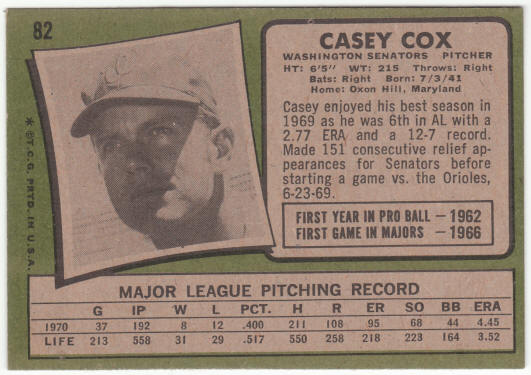 82
CASEY COX
WASHINGTON SENATORS PITCHER
HT: 6'5" WT: 215 Throws: Right
Bats: Right Born: 7/3/41
Home: Oxon Hill, Maryland
Casey enjoyed his best season in
1969 as he was 6th in AL with a
2.77 ERA and a 12-7 record.
Made 151 consecutive relief ap-
pearances for Senators before
starting a game vs. the Orioles,
6-23-69.
FIRST YEAR IN PRO BALL – 1962
FIRST GAME IN MAJORS – 1966
* © T.C.G. PRTD. IN U.S.A.
MAJOR LEAGUE PITCHING RECORD
G IP W L PCT. H R ER SO BB ERA
1970 37 192 8 12 .400 211 108 95 68 44 4.45
LIFE 213 558 31 29 .517 550 258 218 223 164 3.52